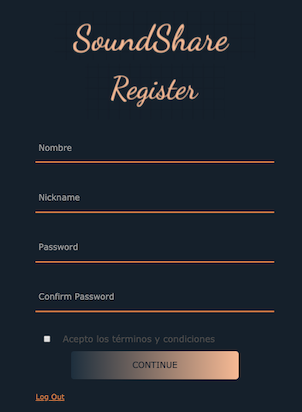 SoundShare
Register
Nombre
Nickname
Password
Confirm Password
Acepto los términos y condiciones
CONTINUE
Log Out